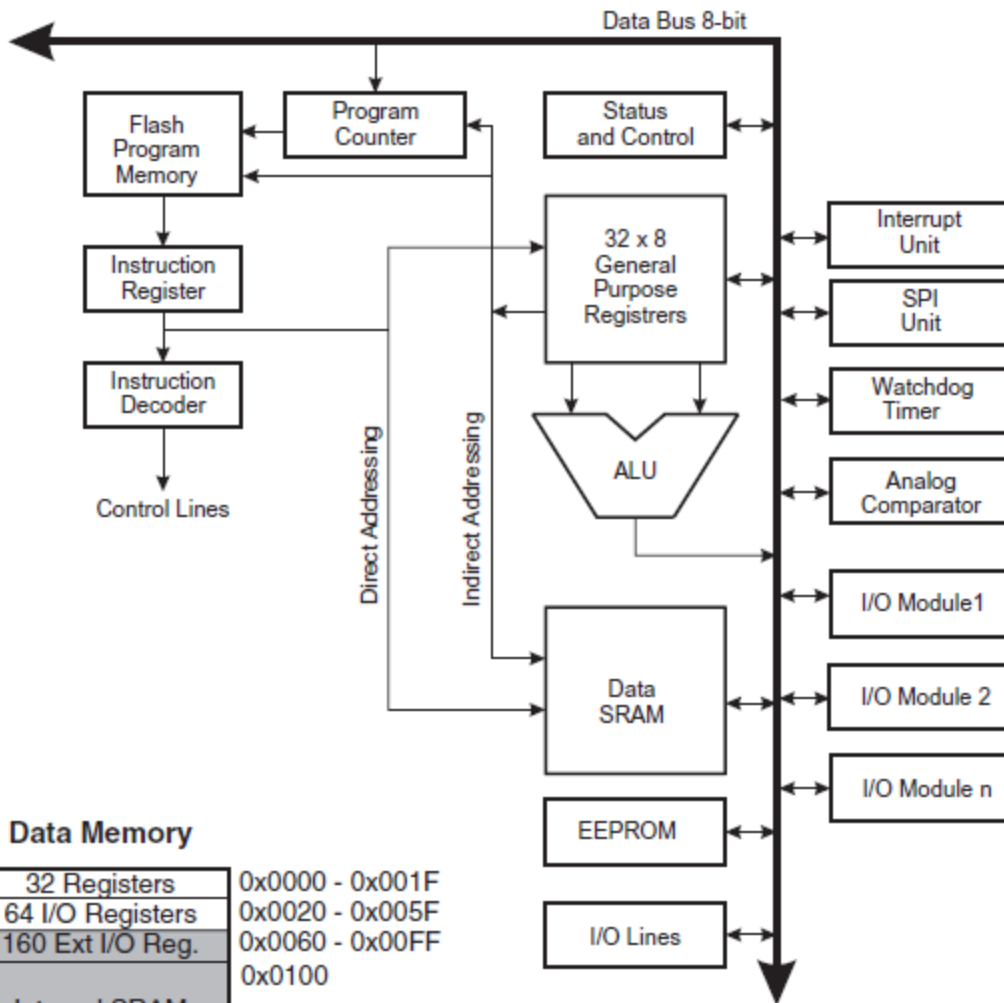 Data Bus 8-bit
Flash
Program
Memory
Program
Counter
Status
and Control
Interrupt
Unit
32 x 8
General
Purpose
Registrers
Instruction
Register
SPI
Unit
Instruction
Decoder
Watchdog
Timer
Control Lines
Direct Addressing
Indirect Addressing
ALU
Analog
Comparator
I/O Module1
Data
SRAM
I/O Module 2
I/O Module n
EEPROM
I/O Lines
Data Memory
32 Registers 0x0000 - 0x001F
64 I/O Registers 0x0020 - 0x005F
160 Ext I/O Reg. 0x0060 - 0x00FF
0x0100